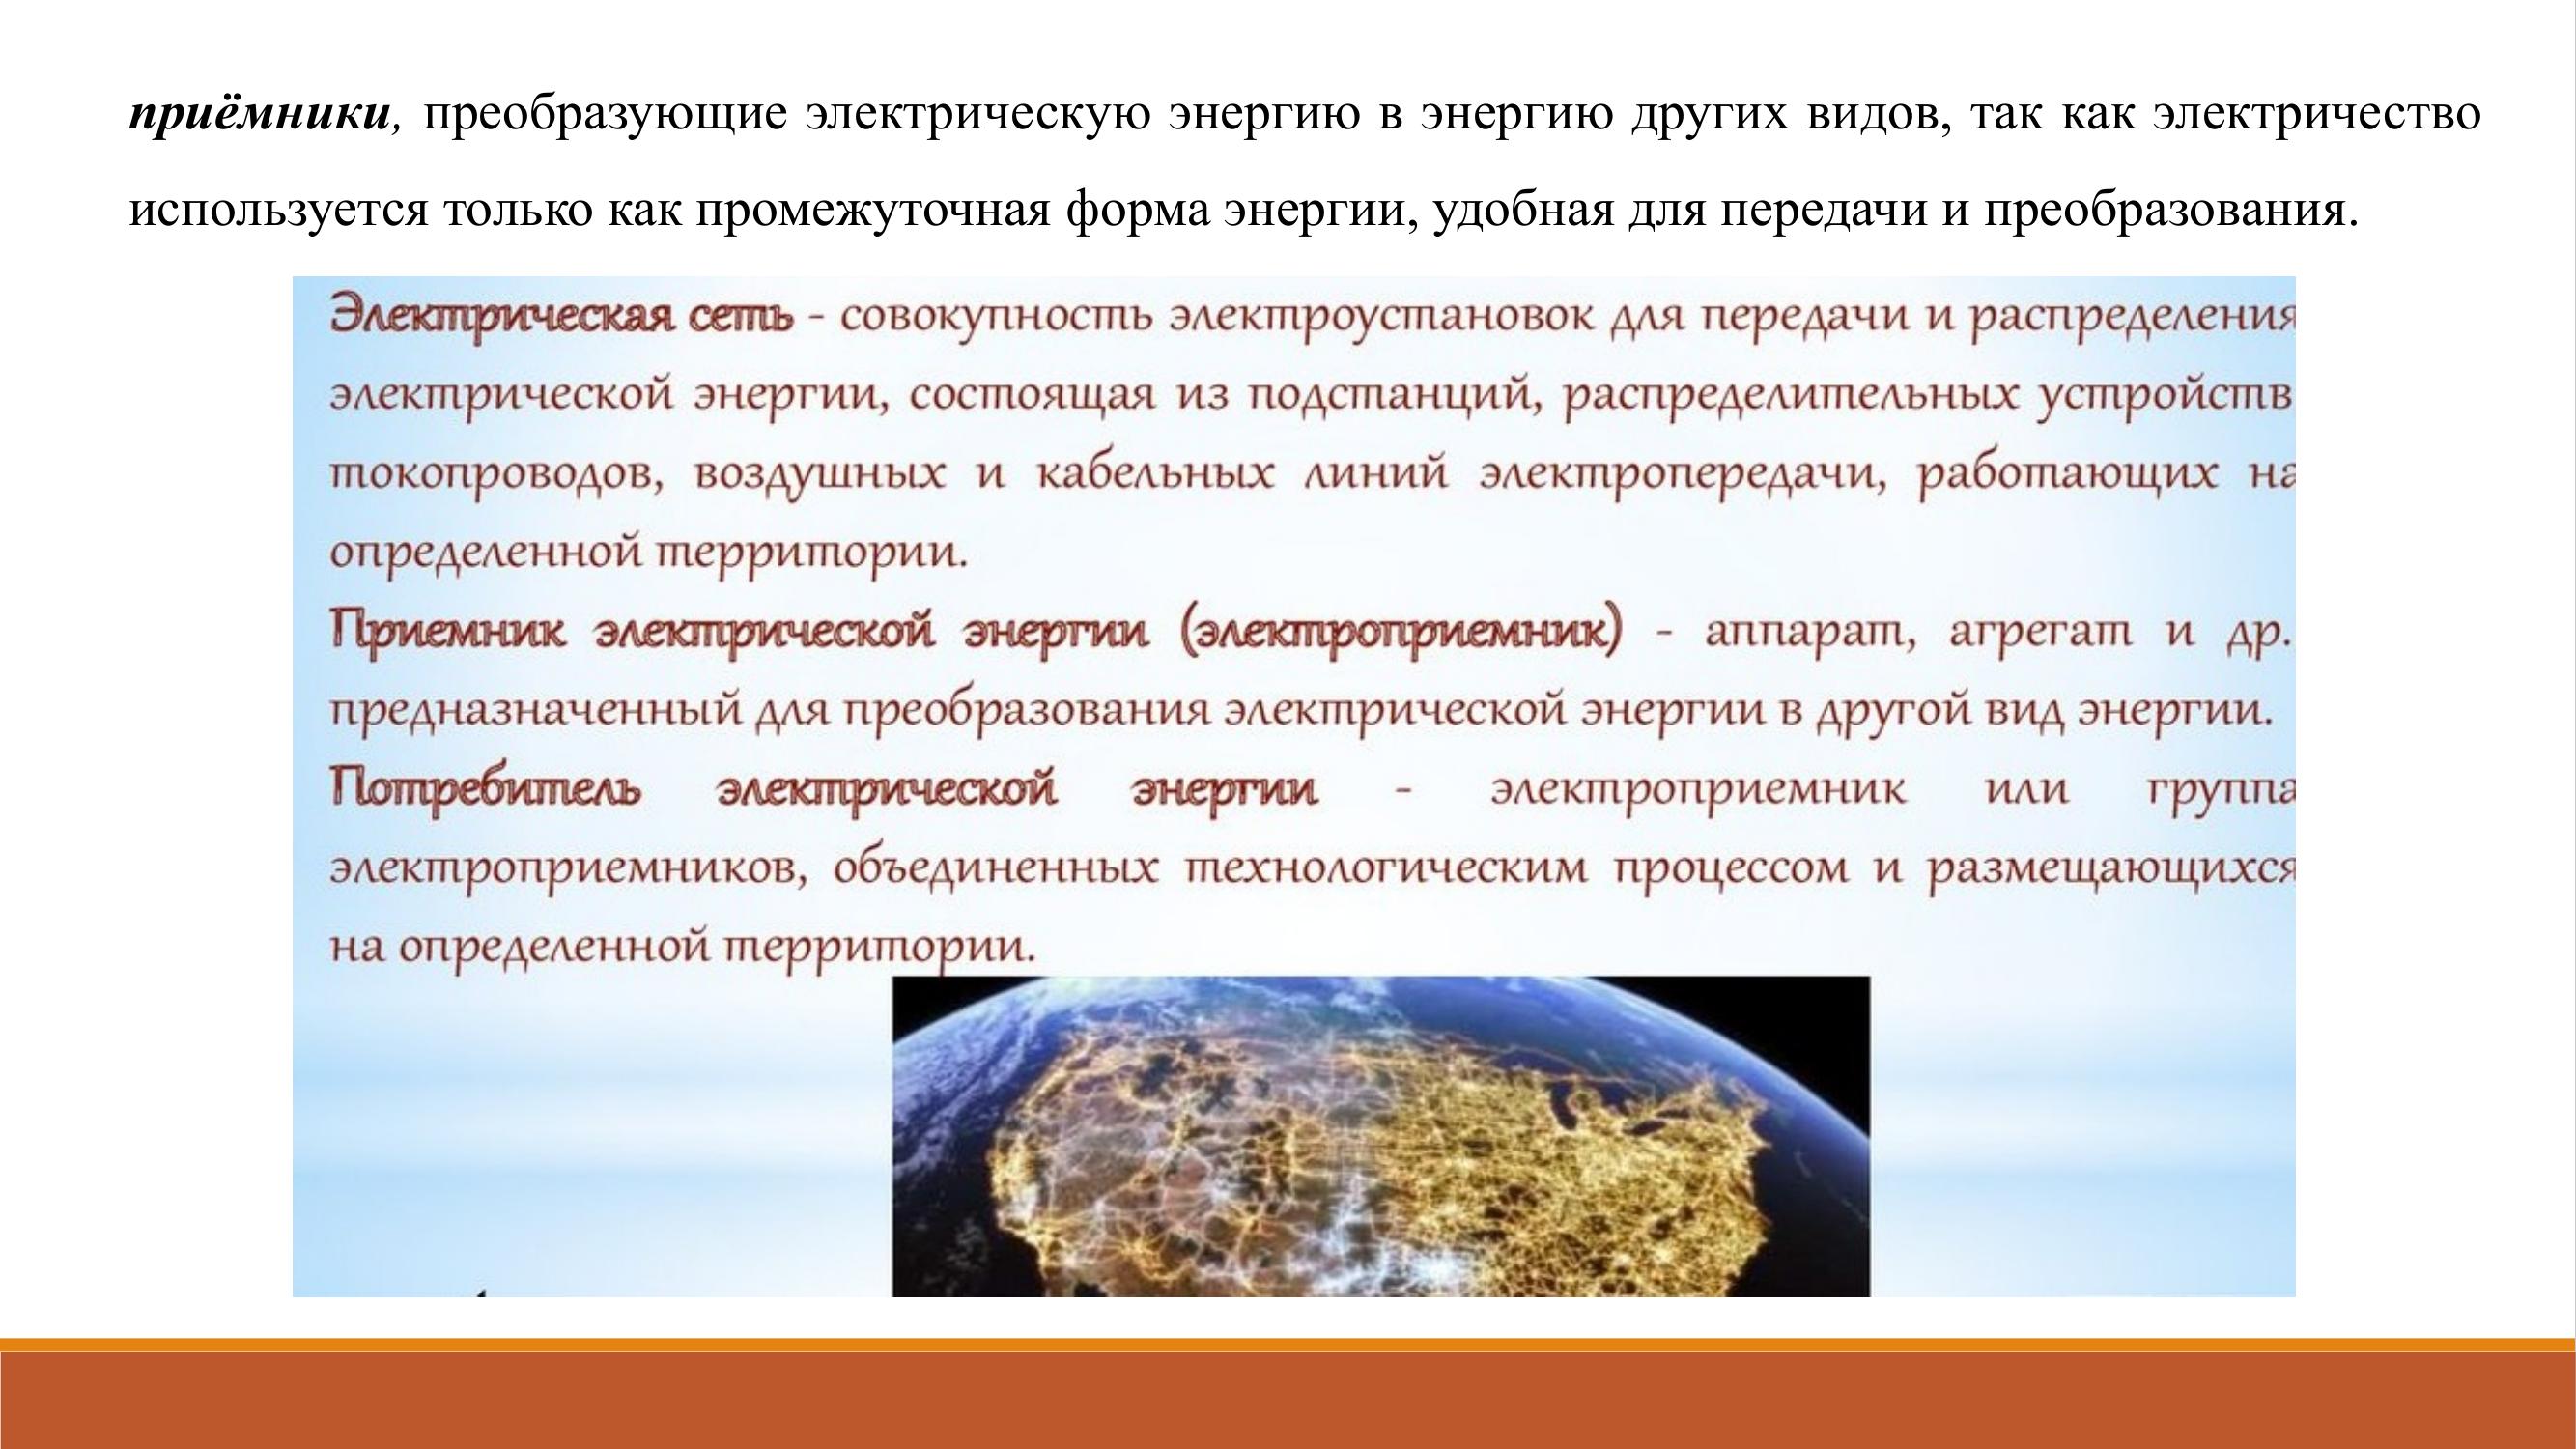 приёмники, преобразующие электрическую энергию в энергию других видов, так как электричество
используется только как промежуточная форма энергии, удобная для передачи и преобразования.
Электрическая сеть - совокупность электроустановок для передачи и распределения
электрической энергии, состоящая из подстанций, распределительных устройств
токопроводов, воздушных и кабельных линий электропередачи, работающих на
определенной территории.
Приемник электрической энергии (электроприемник) - аппарат, агрегат и др.
предназначенный для преобразования электрической энергии в другой вид энергии.
Потребитель электрической энергии - электроприемник или группа
электроприемников, объединенных технологическим процессом и размещающихся
на определенной территории.